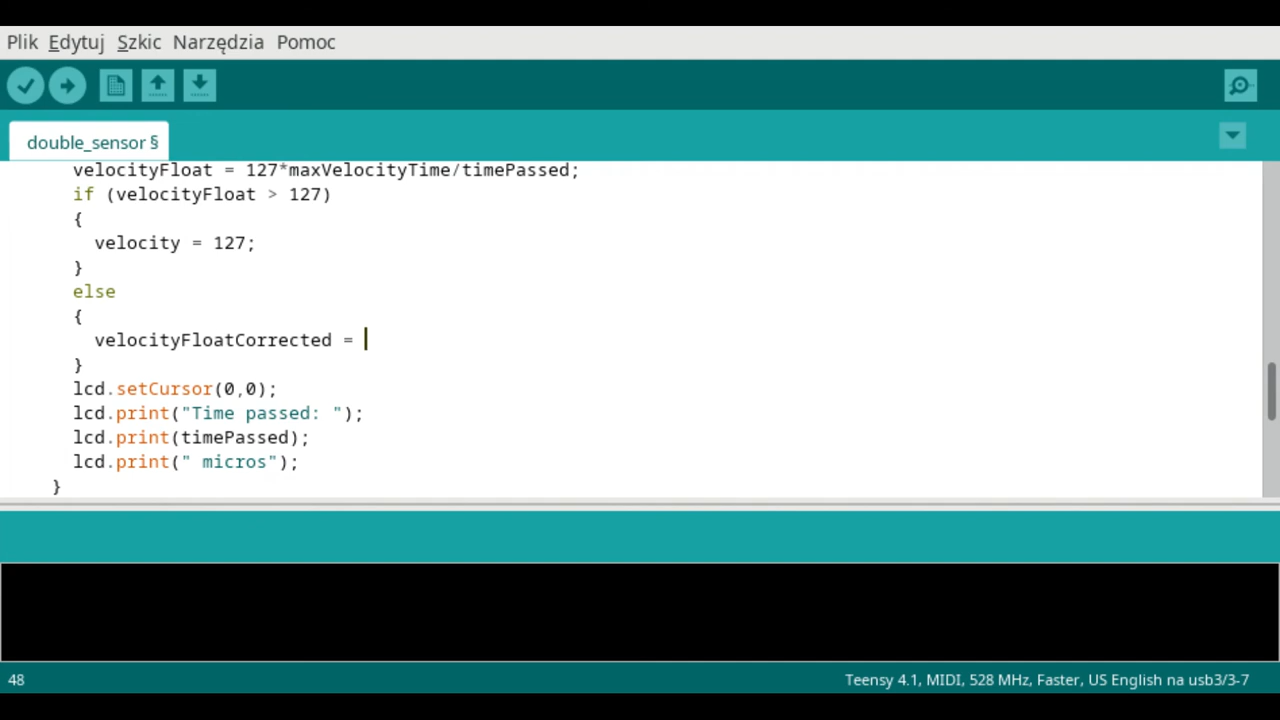 Plik Edytuj Szkic Narzędzia Pomoc
double_sensor §
velocityFloat = 127*maxVelocityTime/timePassed;
if (velocityFloat > 127)
{
velocity = 127;
}
else
{
velocityFloatCorrected =
}
lcd.setCursor(0,0);
lcd.print("Time passed: ");
lcd.print(timePassed);
lcd.print(" micros");
}
48
Teensy 4.1, MIDI, 528 MHz, Faster, US English na usb3/3-7